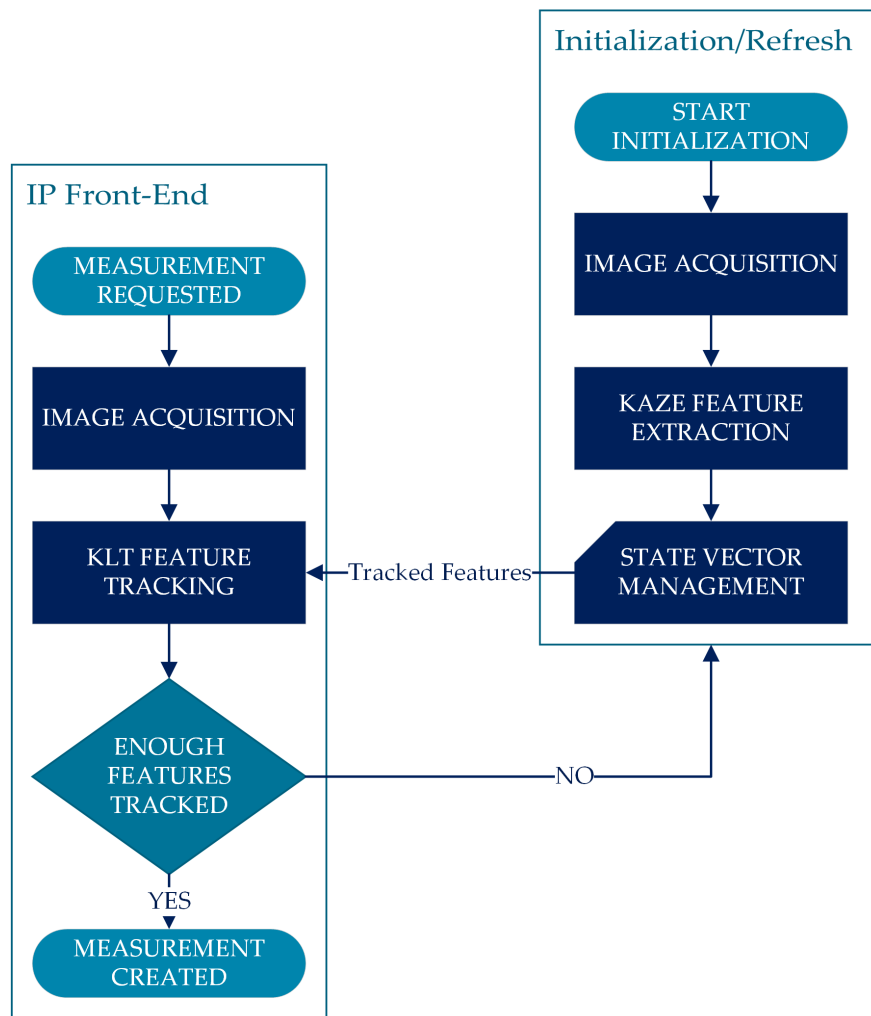 Initialization/Refresh
START
INITIALIZATION
IMAGE ACQUISITION
KAZE FEATURE
EXTRACTION
STATE VECTOR
MANAGEMENT
IP Front-End
MEASUREMENT
REQUESTED
IMAGE ACQUISITION
KLT FEATURE
TRACKING
Tracked Features
ENOUGH
FEATURES
TRACKED
NO
YES
MEASUREMENT
CREATED